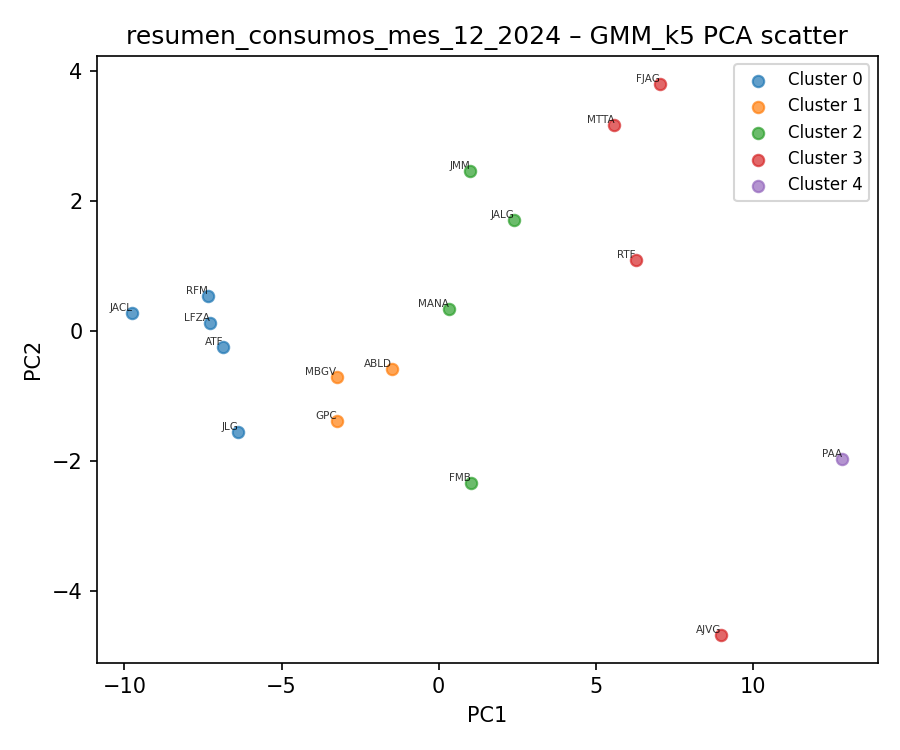 resumen_consumos_mes_12_2024 – GMM_k5 PCA scatter
Cluster 0
Cluster 1
Cluster 2
Cluster 3
Cluster 4
FJAG
MTTA
JMM
JALG
RTF
RFM
JACL
MANA
LFZA
ATF
ABLD
MBGV
GPC
JLG
PAA
FMB
AJVG
4
2
0
−2
−4
PC2
−10
−5
0
5
10
PC1